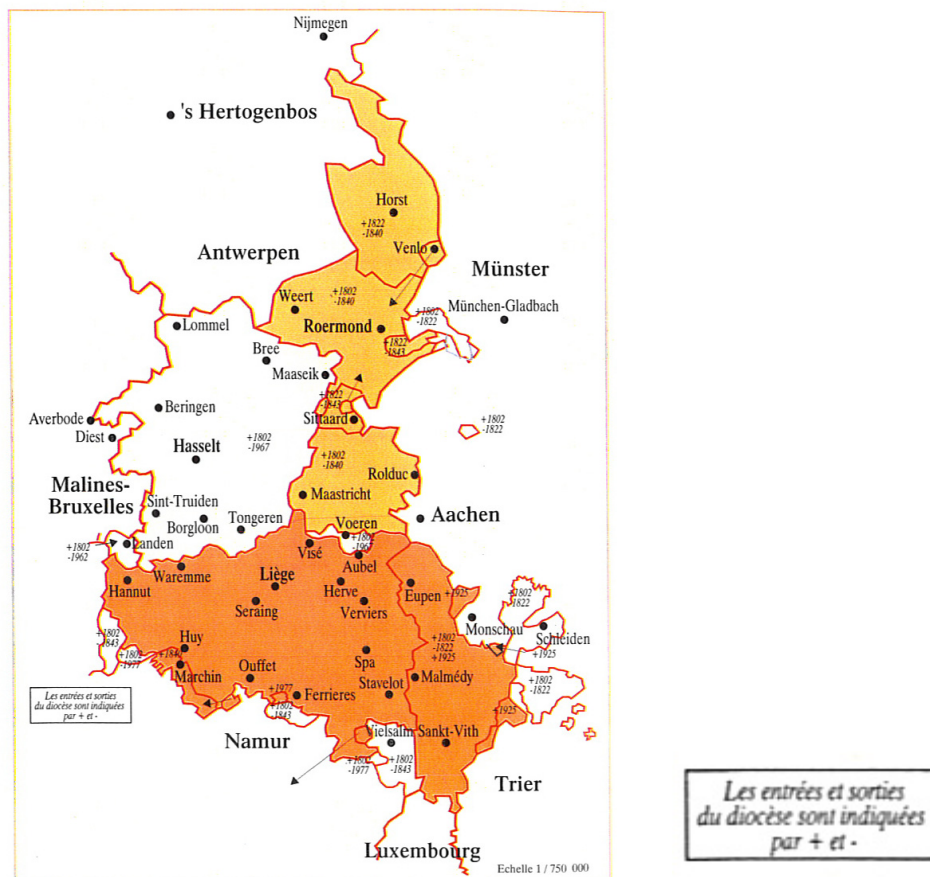 Nijmegen
's Hertogenbos
Horst
+1822
-1840
Venlo
Antwerpen
Münster
+1802
-1840
Weert
+1802
-1822
München-Gladbach
Lommel
Roermond
+1822
-1843
Bree
Maaseik
+1822
-1843
Averbode
Beringen
Sittaard
+1802
-1822
Diest
Hasselt
+1802
-1967
+1802
-1840
Rolduc
Malines-
Bruxelles
Maastricht
Sint-Truiden
Borgloon
Tongeren
Voeren
Aachen
+1802
-1962
Landen
Visé
+1802
Aubel
Waremme
Hannut
Liège
Herve
Eupen
+1925
+1802
-1822
Seraing
Verviers
Monschau
Schleiden
+1802
-1843
Huy
+1802
-1822
+1925
+1925
+1802
-1977
+1840
Spa
Marchin
Ouffet
Stavelot
Malmédy
+1802
-1822
Les entrées et sorties
du diocèse sont indiquées
par + et -
+1977
Ferrieres
+1802
-1843
+1925
Namur
Vielsalm
Sankt-Vith
+1802
-1977
+1802
-1843
Trier
Luxembourg
Echelle 1 / 750 000
Les entrées et sorties
du diocèse sont indiquées
par + et -